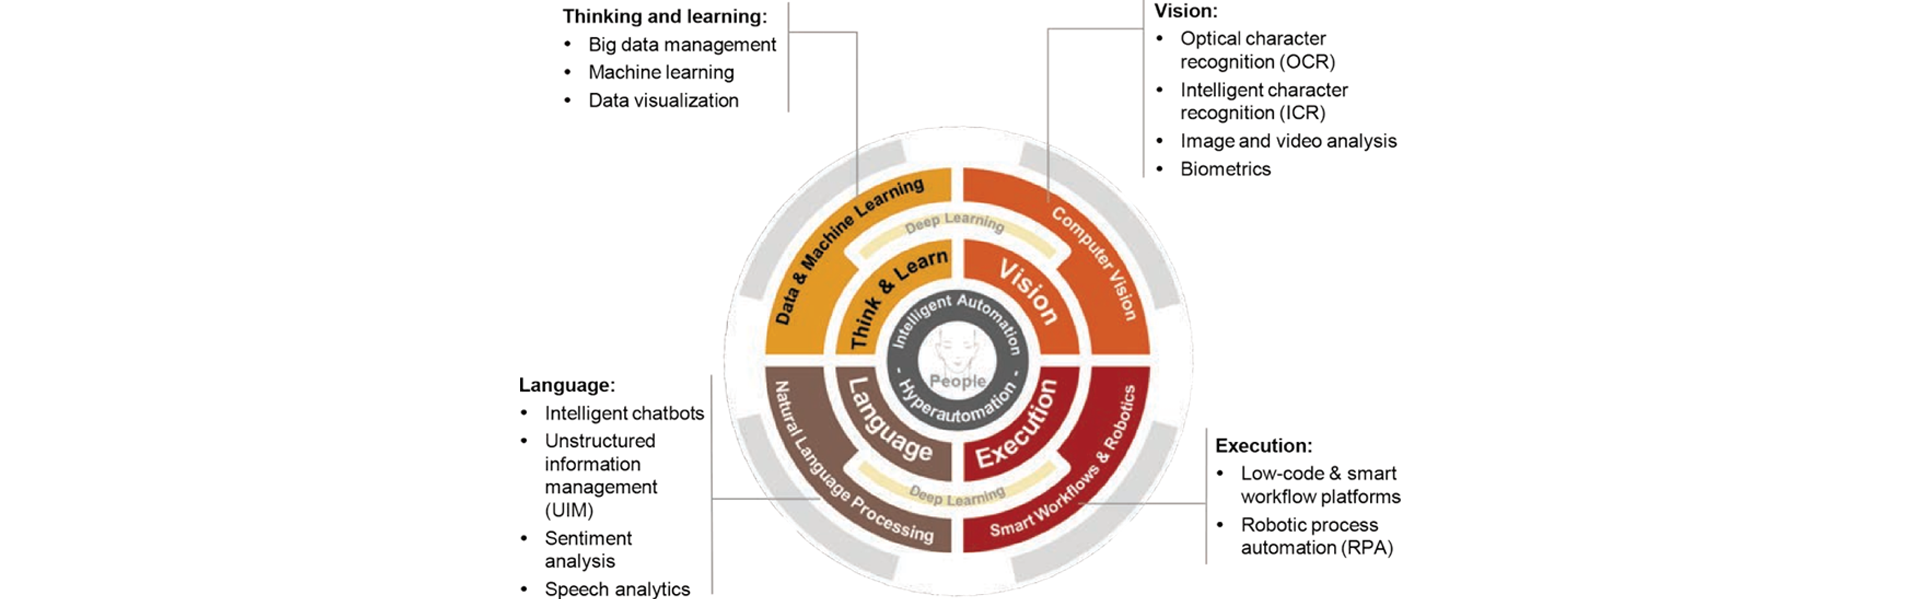 Thinking and learning:
• Big data management
• Machine learning
• Data visualization
Vision:
• Optical character
recognition (OCR)
• Intelligent character
recognition (ICR)
• Image and video analysis
• Biometrics
Data & Machine Learning
Computer Vision
Deep Learning
Think & Learn
Vision
Intelligent Automation
People
- Hyperautomation -
Language
Execution
Deep Learning
Natural Language Processing
Smart Workflows & Robotics
Language:
• Intelligent chatbots
• Unstructured
information
management
(UIM)
• Sentiment
analysis
• Speech analytics
Execution:
• Low-code & smart
workflow platforms
• Robotic process
automation (RPA)